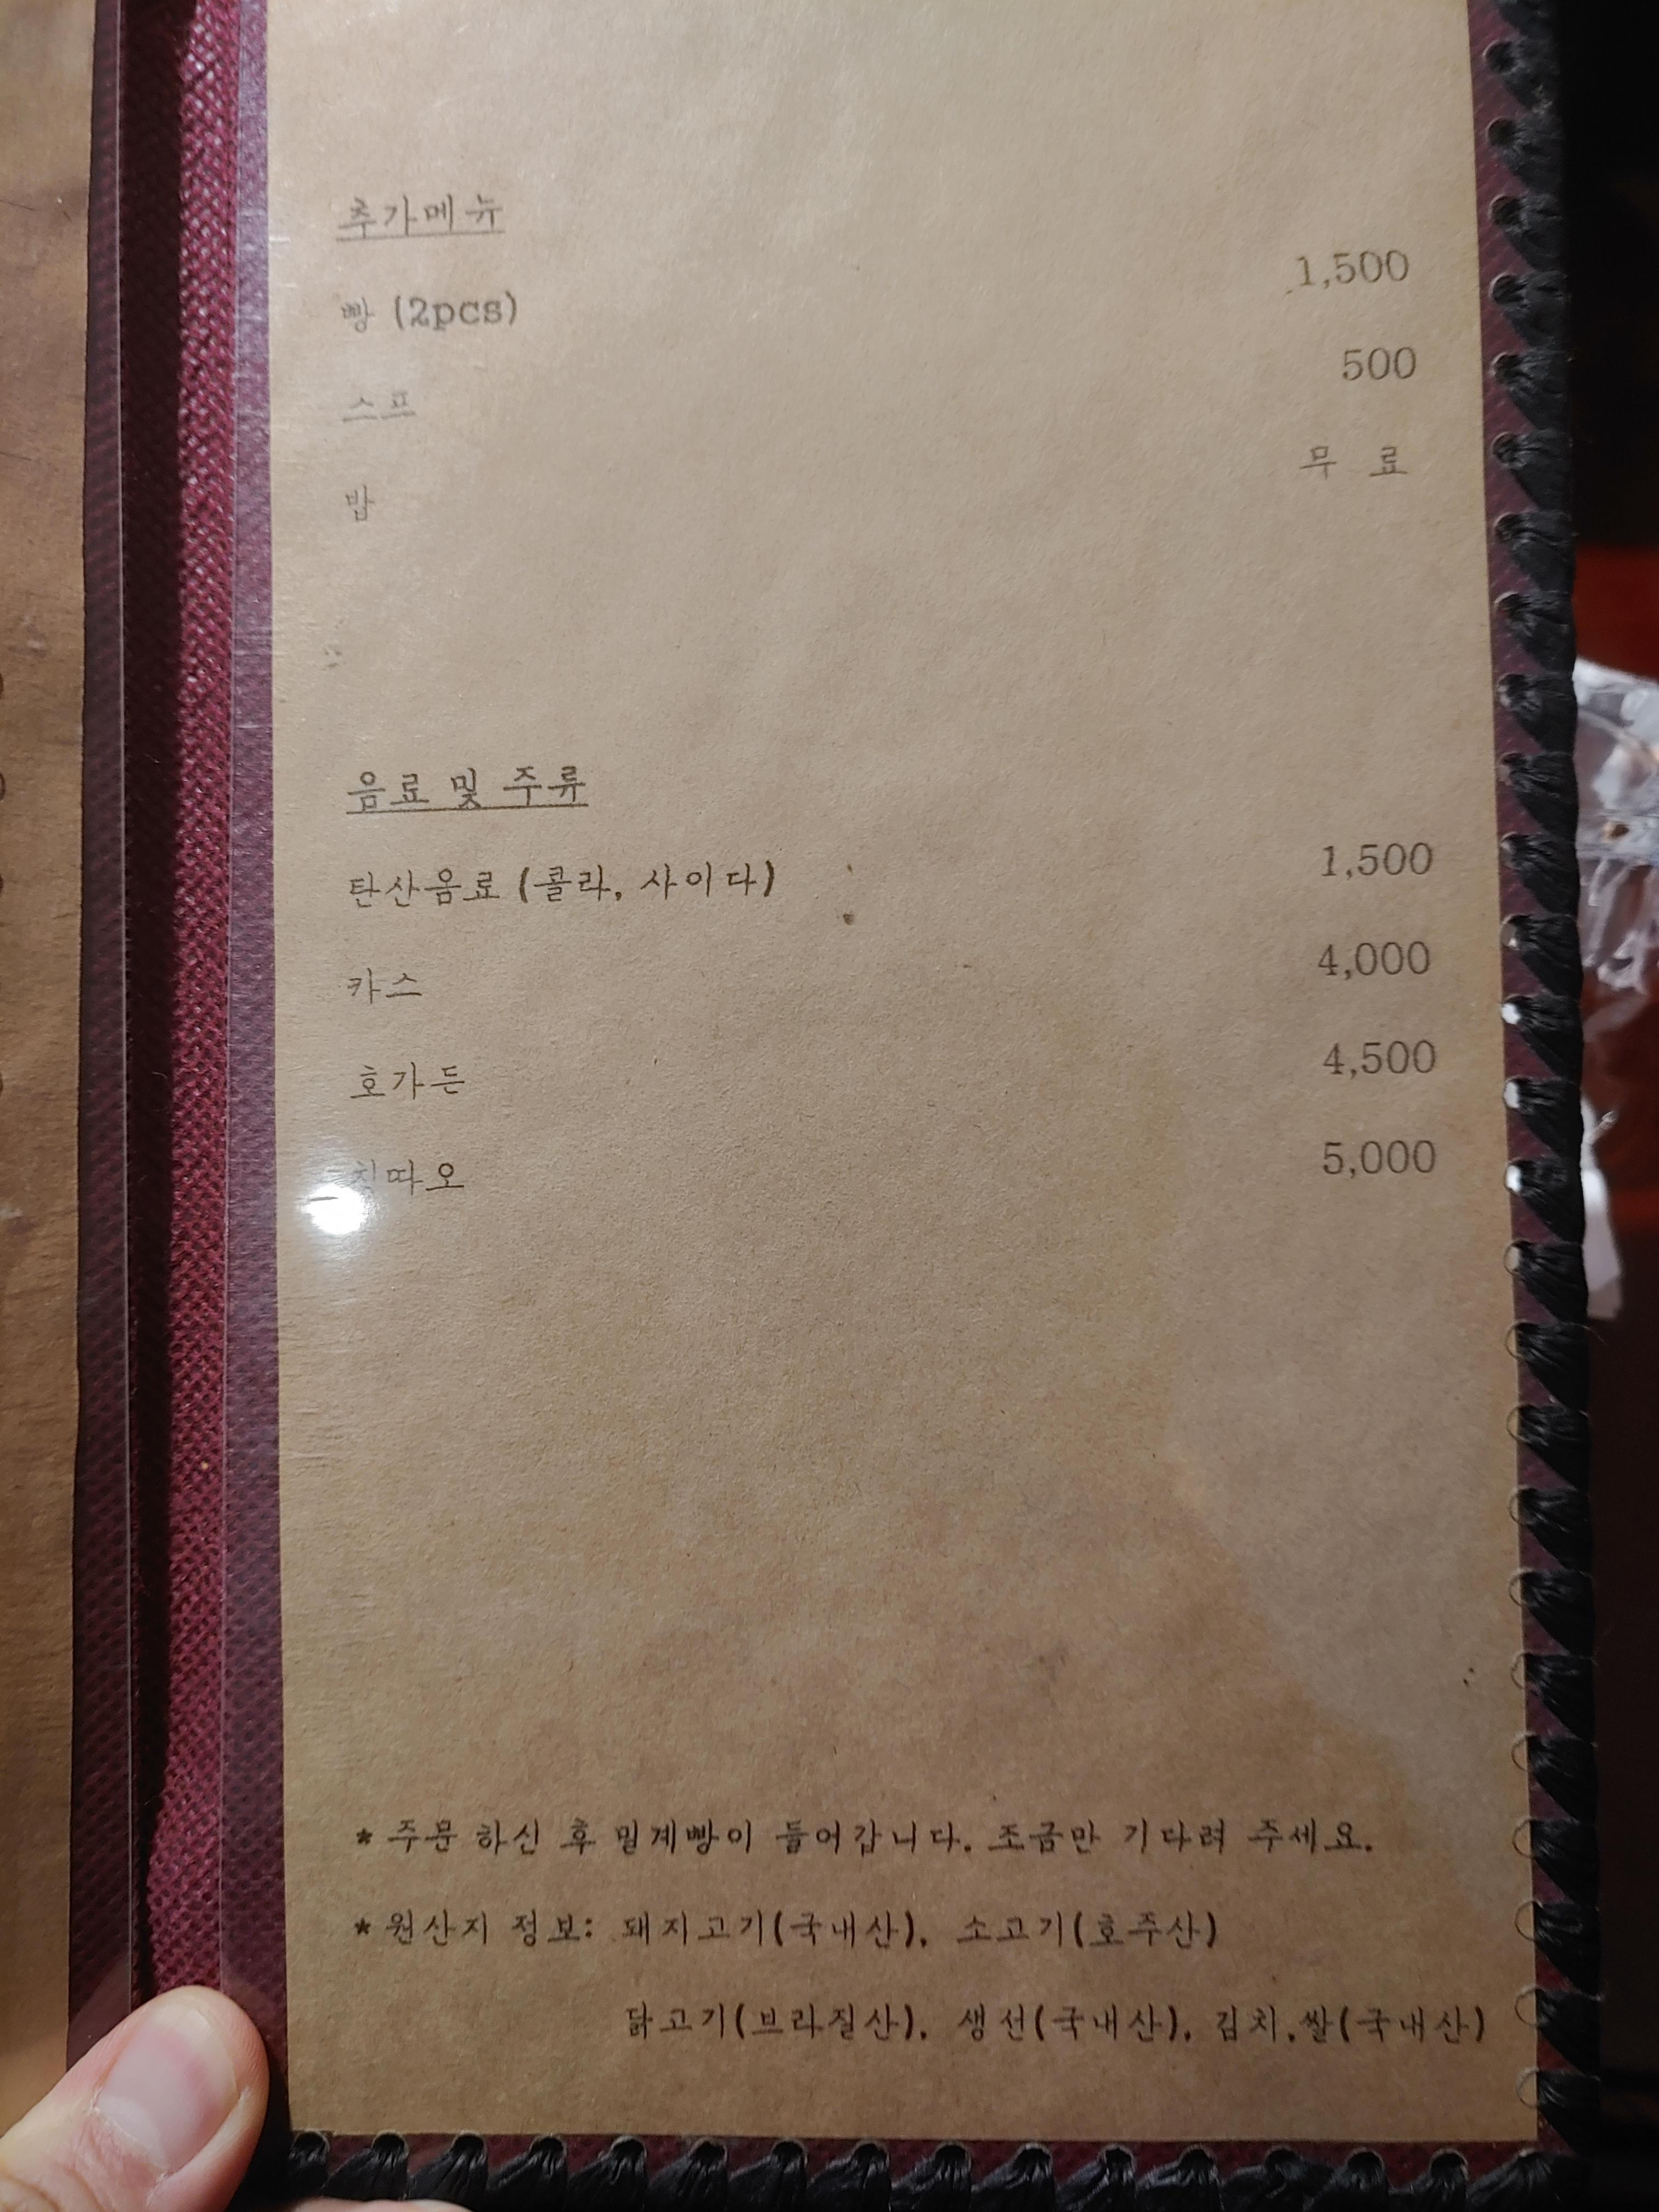 추가메뉴
빵 (2pcs) 1,500
스프 500
밥 무 료
음료 및 주류
탄산음료 (콜라, 사이다) 1,500
카스 4,000
호가든 4,500
칭따오 5,000
* 주문 하신 후 밀계빵이 들어갑니다. 조금만 기다려 주세요.
* 원산지 정보: 돼지고기(국내산), 소고기(호주산)
닭고기(브라질산), 생선(국내산), 김치.쌀(국내산)